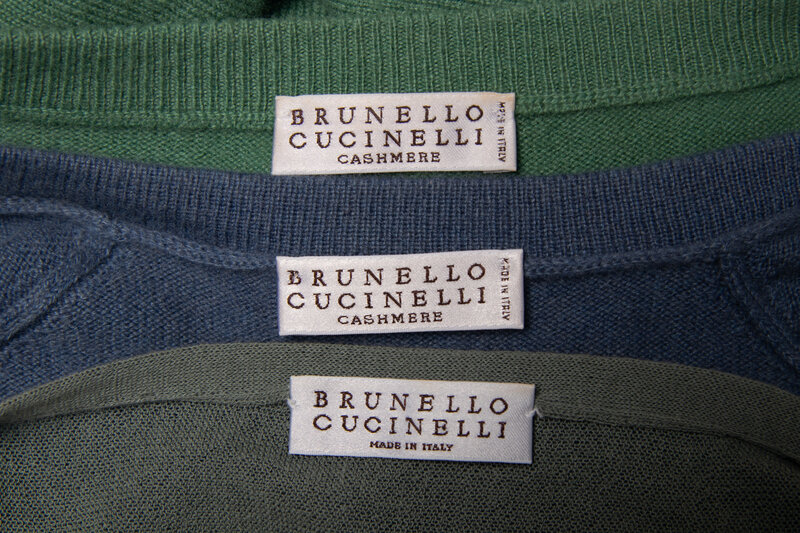 BRUNELLO
CUCINELLI
CASHMERE
MADE IN ITALY
BRUNELLO
CUCINELLI
CASHMERE
MADE IN ITALY
BRUNELLO
CUCINELLI
MADE IN ITALY